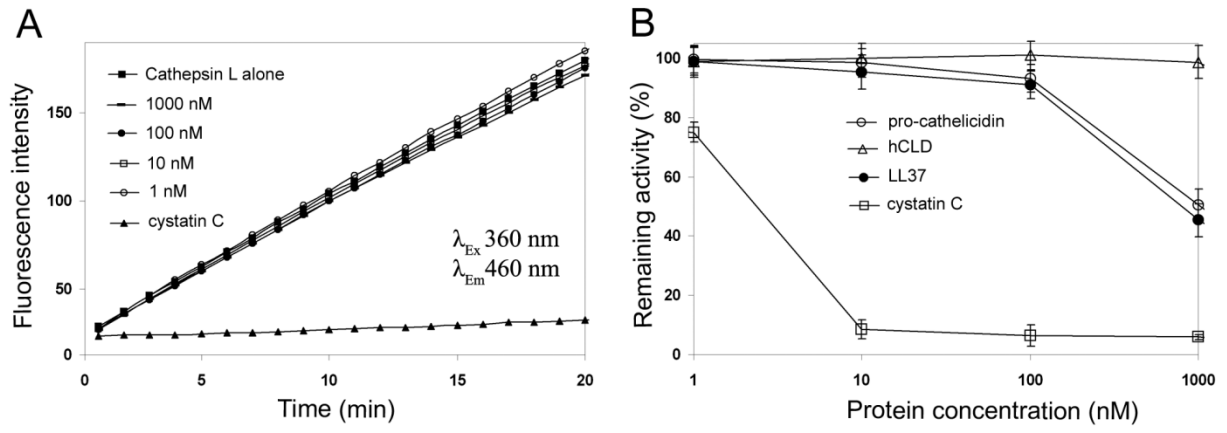 A
Fluorescence intensity
150
100
50
0
Cathepsin L alone
1000 nM
100 nM
10 nM
1 nM
cystatin C
λEx 360 nm
λEm 460 nm
0 5 10 15 20
Time (min)
B
Remaining activity (%)
100
80
60
40
20
0
pro-cathelicidin
hCLD
LL37
cystatin C
1 10 100 1000
Protein concentration (nM)